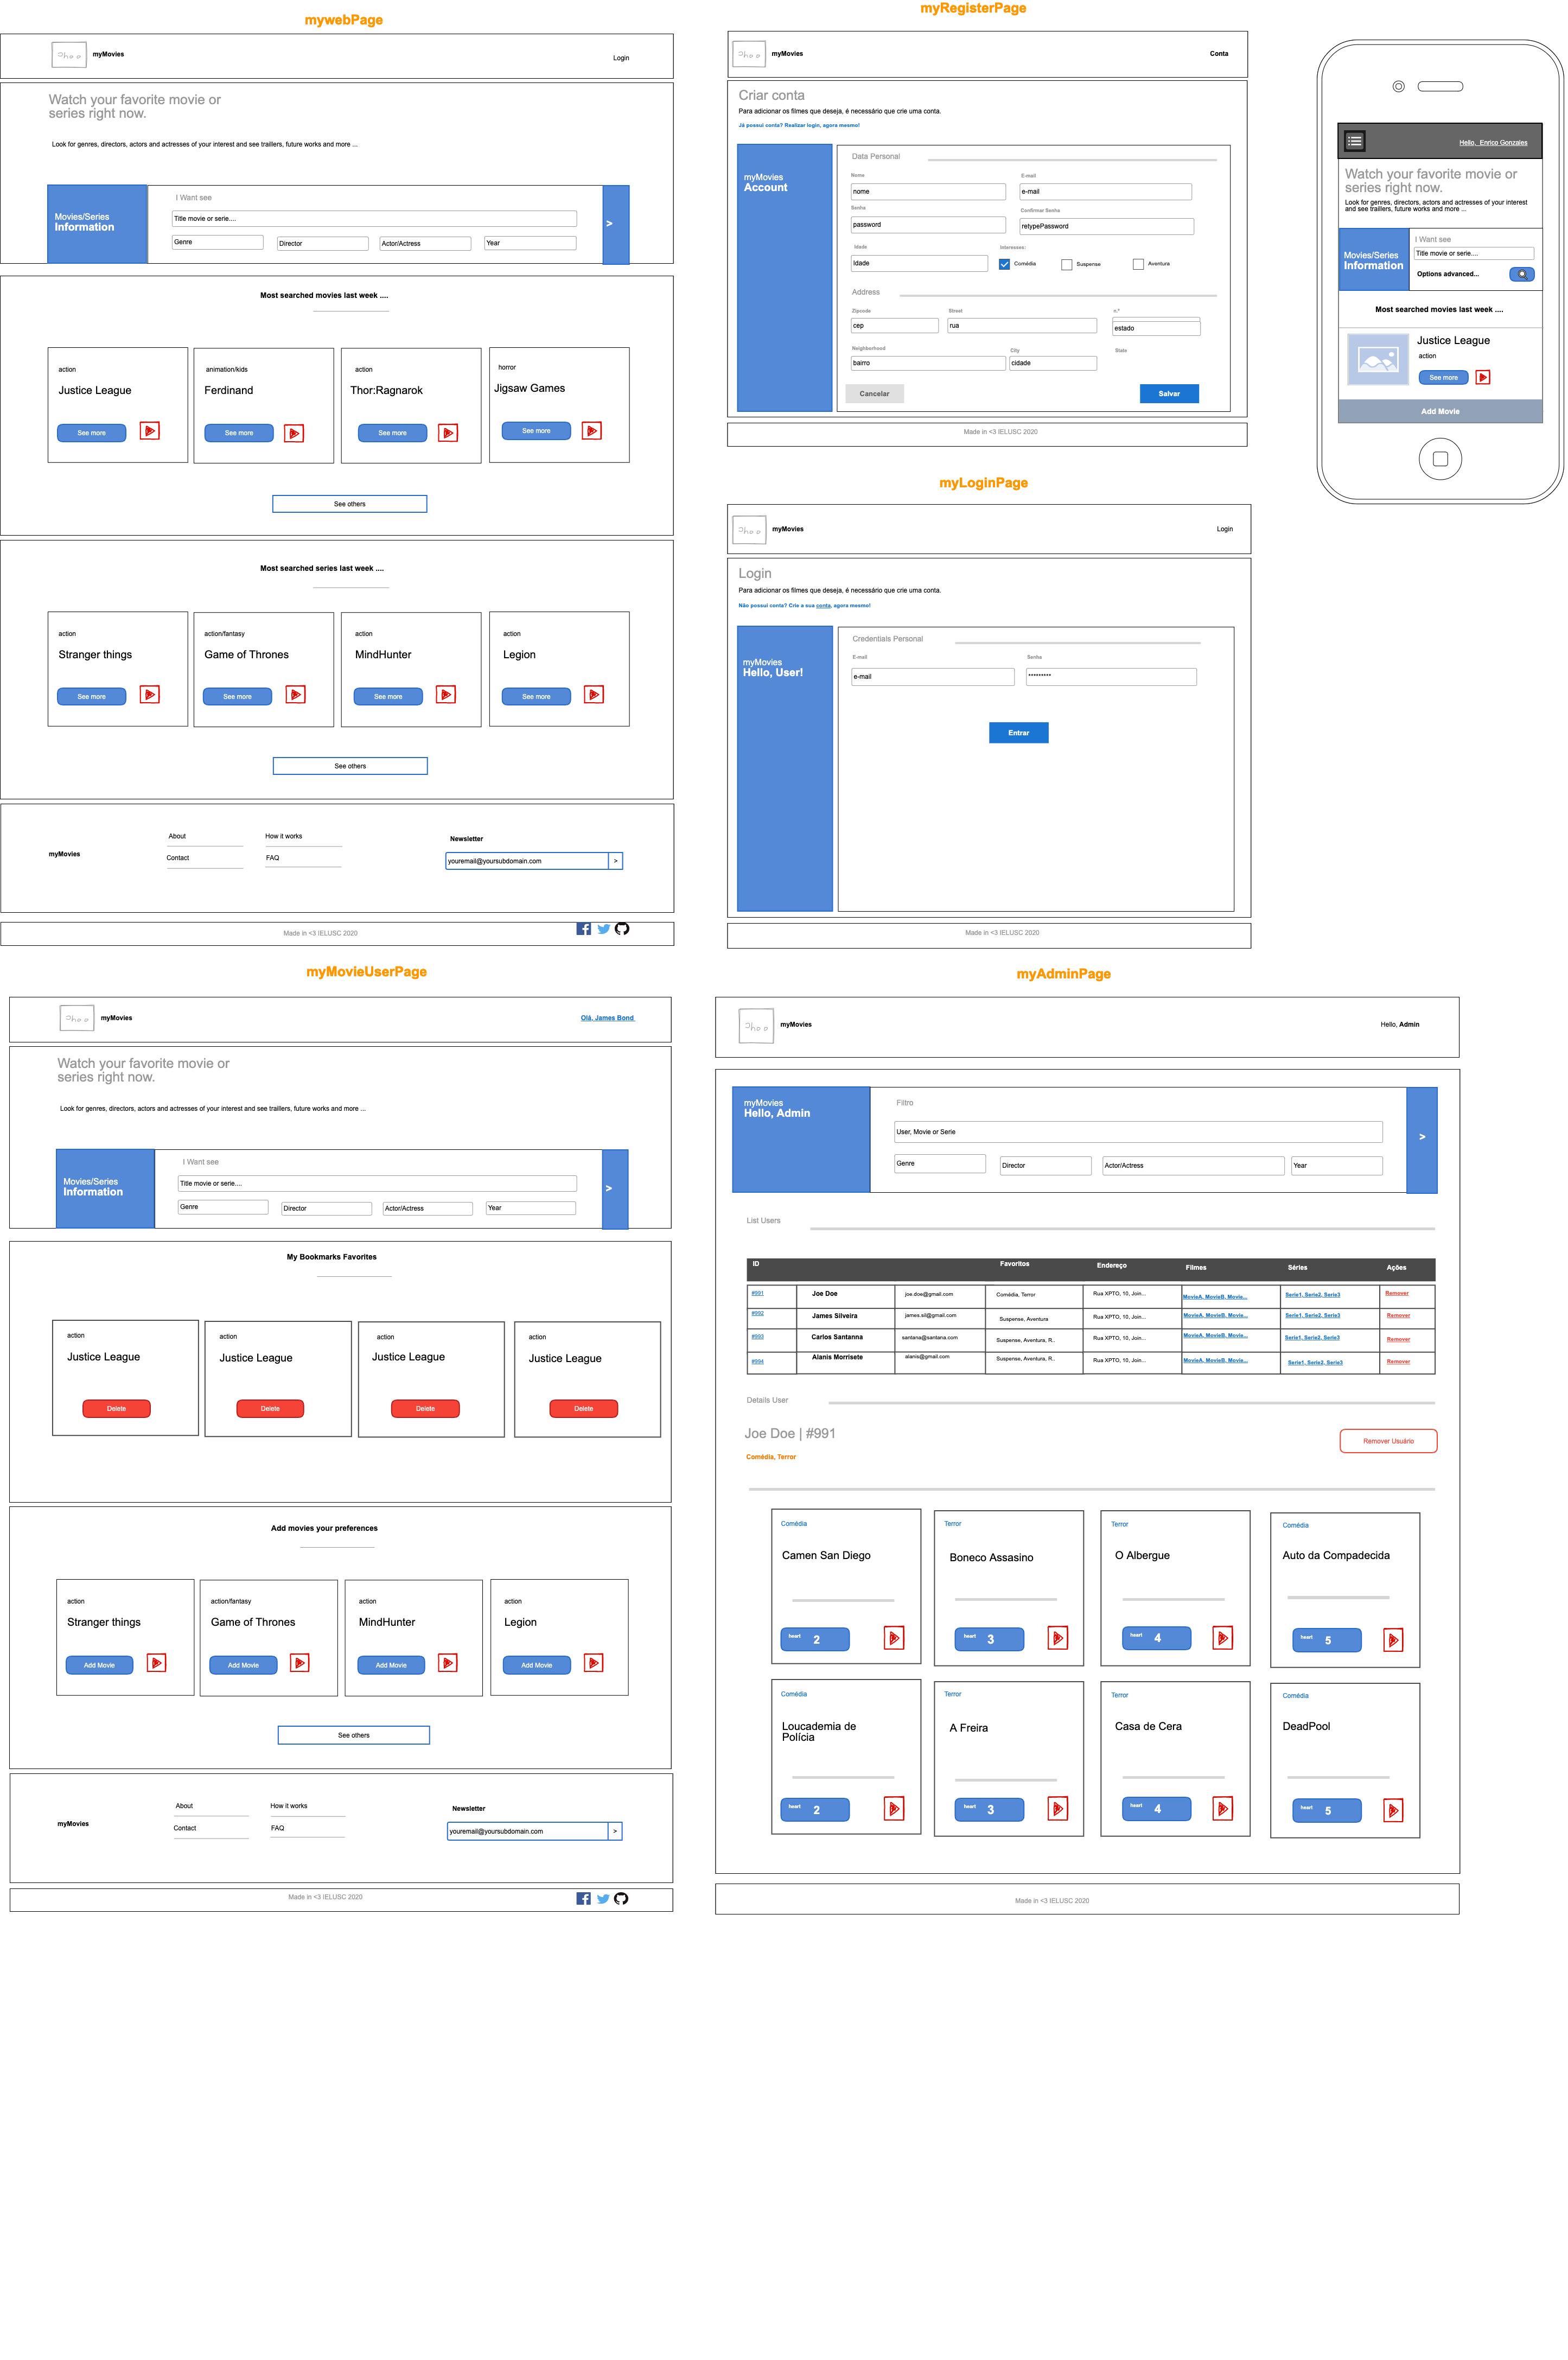 mywebPage
myMovies
Login
Watch your favorite movie or
series right now.
Look for genres, directors, actors and actresses of your interest and see traillers, future works and more ...
Movies/Series
Information
I Want see
Title movie or serie....
Genre
Director
Actor/Actress
Year
>
Most searched movies last week ....
action
Justice League
See more
animation/kids
Ferdinand
See more
action
Thor:Ragnarok
See more
horror
Jigsaw Games
See more
See others
Most searched series last week ....
action
Stranger things
See more
action/fantasy
Game of Thrones
See more
action
MindHunter
See more
action
Legion
See more
See others
myMovies
About
How it works
Contact
FAQ
Newsletter
youremail@yoursubdomain.com
>
Made in <3 IELUSC 2020
myRegisterPage
myMovies
Conta
Criar conta
Para adicionar os filmes que deseja, é necessário que crie uma conta.
Já possui conta? Realizar login, agora mesmo!
myMovies
Account
Data Personal
Nome
E-mail
nome
e-mail
Senha
Confirmar Senha
password
retypePassword
Idade
Interesses:
Idade
Comédia
Suspense
Aventura
Address
Zipcode
Street
n.º
cep
rua
estado
Neighborhood
City
State
bairro
cidade
Cancelar
Salvar
Made in <3 IELUSC 2020
Hello, Enrico Gonzales
Watch your favorite movie or
series right now.
Look for genres, directors, actors and actresses of your interest
and see traillers, future works and more ...
Movies/Series
Information
I Want see
Title movie or serie....
Options advanced...
Most searched movies last week ....
Justice League
action
See more
Add Movie
myLoginPage
myMovies
Login
Login
Para adicionar os filmes que deseja, é necessário que crie uma conta.
Não possui conta? Crie a sua conta, agora mesmo!
myMovies
Hello, User!
Credentials Personal
E-mail
Senha
e-mail
*********
Entrar
Made in <3 IELUSC 2020
myMovieUserPage
myMovies
Olá, James Bond
Watch your favorite movie or
series right now.
Look for genres, directors, actors and actresses of your interest and see traillers, future works and more ...
Movies/Series
Information
I Want see
Title movie or serie....
Genre
Director
Actor/Actress
Year
>
My Bookmarks Favorites
action
Justice League
Delete
action
Justice League
Delete
action
Justice League
Delete
action
Justice League
Delete
Add movies your preferences
action
Stranger things
Add Movie
action/fantasy
Game of Thrones
Add Movie
action
MindHunter
Add Movie
action
Legion
Add Movie
See others
myMovies
About
How it works
Contact
FAQ
Newsletter
youremail@yoursubdomain.com
>
Made in <3 IELUSC 2020
myAdminPage
myMovies
Hello, Admin
myMovies
Hello, Admin
Filtro
User, Movie or Serie
Genre
Director
Actor/Actress
Year
>
List Users
ID Favoritos Endereço Filmes Séries Ações
#991 Joe Doe joe.doe@gmail.com Comédia, Terror Rua XPTO, 10, Join... MovieA, MovieB, Movie... Serie1, Serie2, Serie3 Remover
#992 James Silveira james.sil@gmail.com Suspense, Aventura Rua XPTO, 10, Join... MovieA, MovieB, Movie... Serie1, Serie2, Serie3 Remover
#993 Carlos Santanna santana@santana.com Suspense, Aventura, R.. Rua XPTO, 10, Join... MovieA, MovieB, Movie... Serie1, Serie2, Serie3 Remover
#994 Alanis Morrisete alanis@gmail.com Suspense, Aventura, R.. Rua XPTO, 10, Join... MovieA, MovieB, Movie... Serie1, Serie2, Serie3 Remover
Details User
Joe Doe | #991
Remover Usuário
Comédia, Terror
Comédia
Camen San Diego
heart 2
Terror
Boneco Assasino
heart 3
Terror
O Albergue
heart 4
Comédia
Auto da Compadecida
heart 5
Comédia
Loucademia de
Polícia
heart 2
Terror
A Freira
heart 3
Terror
Casa de Cera
heart 4
Comédia
DeadPool
heart 5
Made in <3 IELUSC 2020